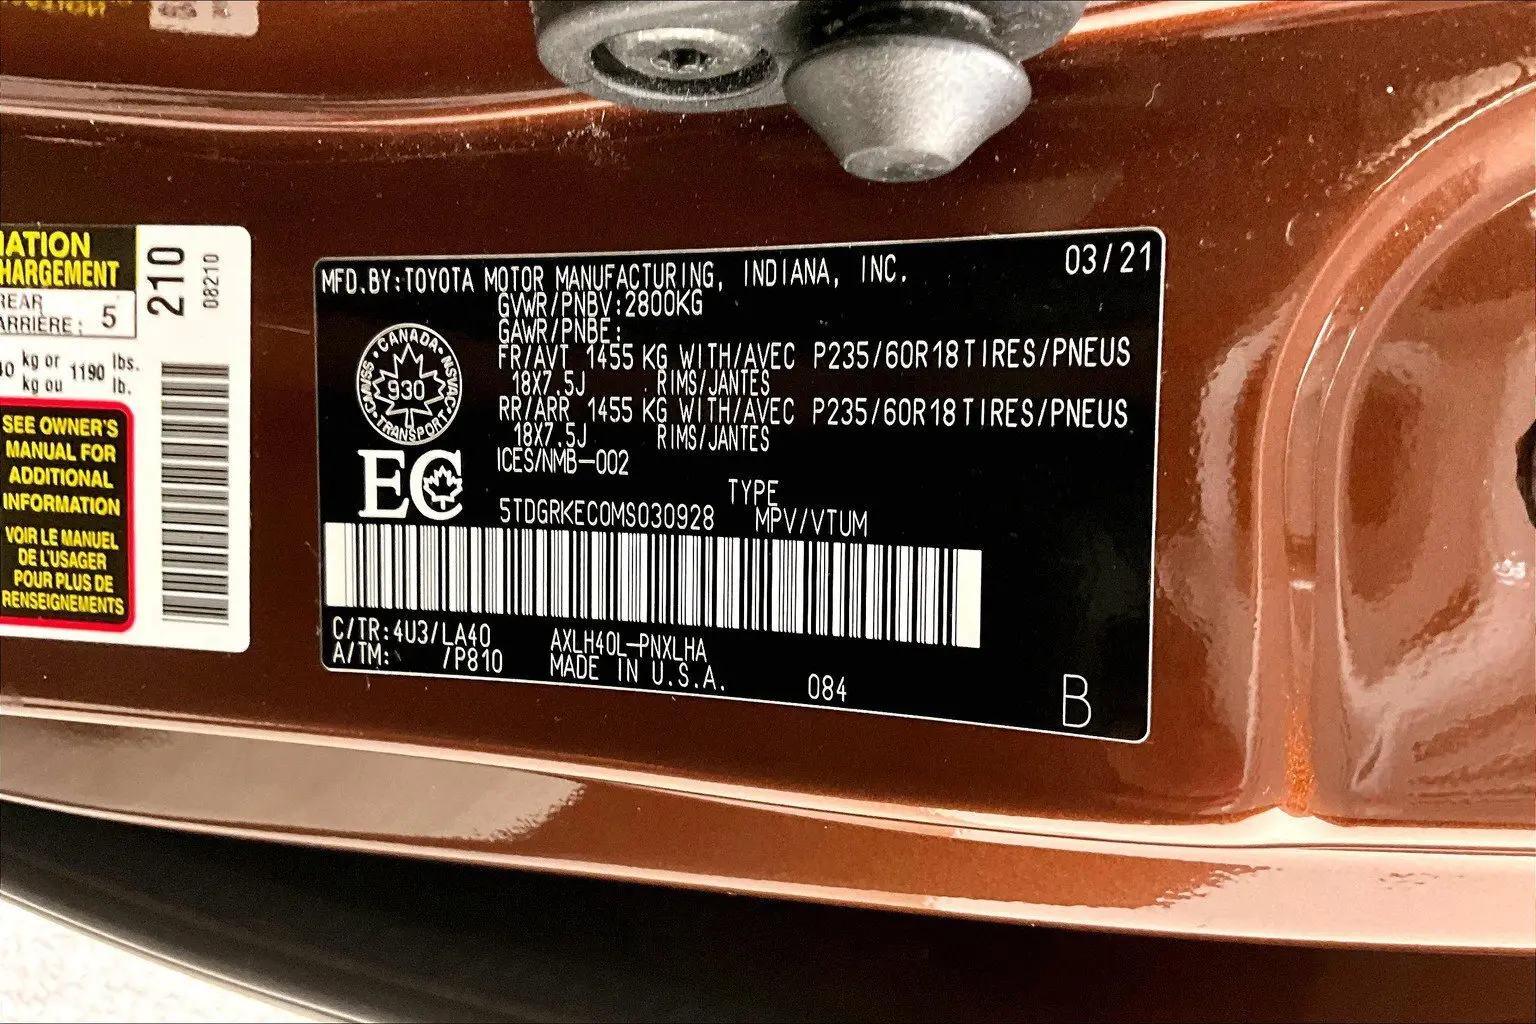 MATION
HARGEMENT
REAR
ARRIÈRE : 5
kg or 1190 lbs.
kg ou lb.
SEE OWNER'S
MANUAL FOR
ADDITIONAL
INFORMATION
VOIR LE MANUEL
DE L'USAGER
POUR PLUS DE
RENSEIGNEMENTS
210
08210
MFD.BY:TOYOTA MOTOR MANUFACTURING, INDIANA, INC. 03/21
GVWR/PNBV:2800KG
GAWR/PNBE:
FR/AVT 1455 KG WITH/AVEC P235/60R18TIRES/PNEUS
18X7.5J RIMS/JANTES
RR/ARR 1455 KG WITH/AVEC P235/60R18TIRES/PNEUS
18X7.5J RIMS/JANTES
ICES/NMB-002
CANADA
CMVSS NSVAC
930
TRANSPORT
EC
TYPE
5TDGRKEC0MS030928 MPV/VTUM
C/TR:4U3/LA40 AXLH40L-PNXLHA
A/TM: /P810 MADE IN U.S.A.
084
B